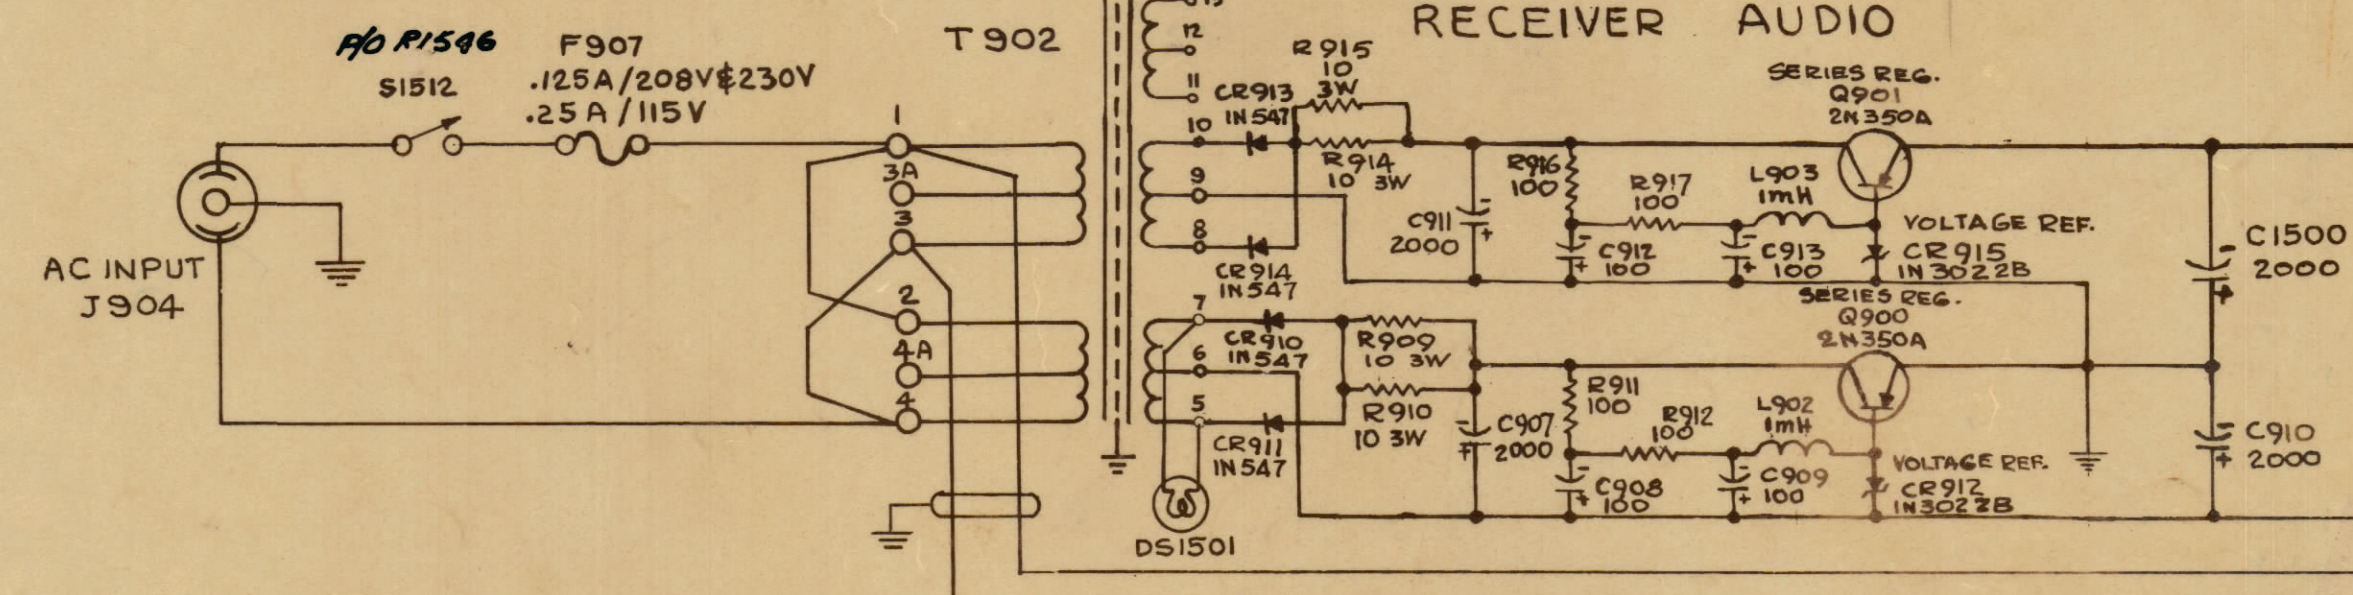 RECEIVER AUDIO
P/O R1546
S1512
F907
.125A/208V&230V
.25A/115V
T902
AC INPUT
J904
1
3A
3
2
4A
4
13
12
11
10
9
8
7
6
5
CR913
1N547
R915
10
3W
R914
10 3W
CR914
1N547
CR910
1N547
CR911
1N547
R909
10 3W
R910
10 3W
DS1501
C911
2000
R916
100
R917
100
L903
1mH
C912
100
C913
100
SERIES REG.
Q901
2N350A
VOLTAGE REF.
CR915
1N3022B
SERIES REG.
Q900
2N350A
C907
2000
R911
100
R912
100
L902
1mH
C908
100
C909
100
VOLTAGE REF.
CR912
1N3022B
C1500
2000
C910
2000